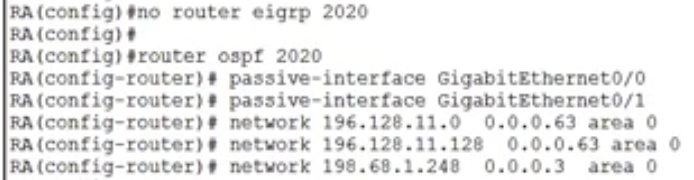 RA(config)#no router eigrp 2020
RA(config)#
RA(config)#router ospf 2020
RA(config-router)# passive-interface GigabitEthernet0/0
RA(config-router)# passive-interface GigabitEthernet0/1
RA(config-router)# network 196.128.11.0  0.0.0.63 area 0
RA(config-router)# network 196.128.11.128  0.0.0.63 area 0
RA(config-router)# network 198.68.1.248  0.0.0.3  area 0